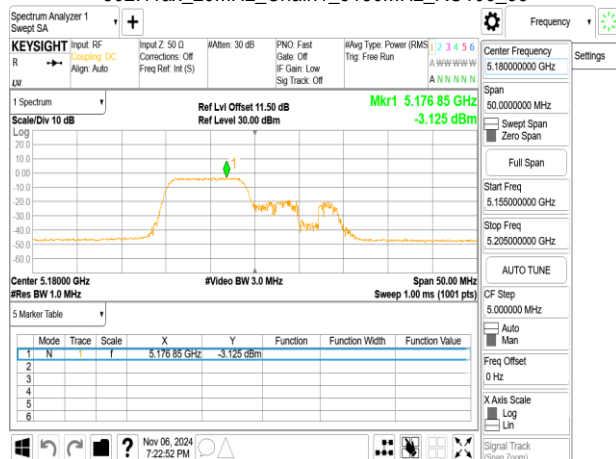 Spectrum Analyzer 1
Swept SA
Frequency
KEYSIGHT
R
LXI
Input: RF
Coupling: DC
Align: Auto
Input Z: 50 Ω
Corrections: Off
Freq Ref: Int (S)
#Atten: 30 dB
PNO: Fast
Gate: Off
IF Gain: Low
Sig Track: Off
#Avg Type: Power (RMS
Trig: Free Run
1 2 3 4 5 6
A W W W W W
A N N N N N
1 Spectrum
Scale/Div 10 dB
Log
Ref Lvl Offset 11.50 dB
Ref Level 30.00 dBm
Mkr1 5.176 85 GHz
-3.125 dBm
20.0
10.0
0.00
-10.0
-20.0
-30.0
-40.0
-50.0
-60.0
1
Center 5.18000 GHz
#Res BW 1.0 MHz
#Video BW 3.0 MHz
Span 50.00 MHz
Sweep 1.00 ms (1001 pts)
5 Marker Table
Mode Trace Scale X Y Function Function Width Function Value
1 N 1 f 5.176 85 GHz -3.125 dBm
2
3
4
5
6
Nov 06, 2024
7:22:52 PM
?
Center Frequency
5.180000000 GHz
Settings
Span
50.0000000 MHz
Swept Span
Zero Span
Full Span
Start Freq
5.155000000 GHz
Stop Freq
5.205000000 GHz
AUTO TUNE
CF Step
5.000000 MHz
Auto
Man
Freq Offset
0 Hz
X Axis Scale
Log
Lin
Signal Track
(Span Zoom)